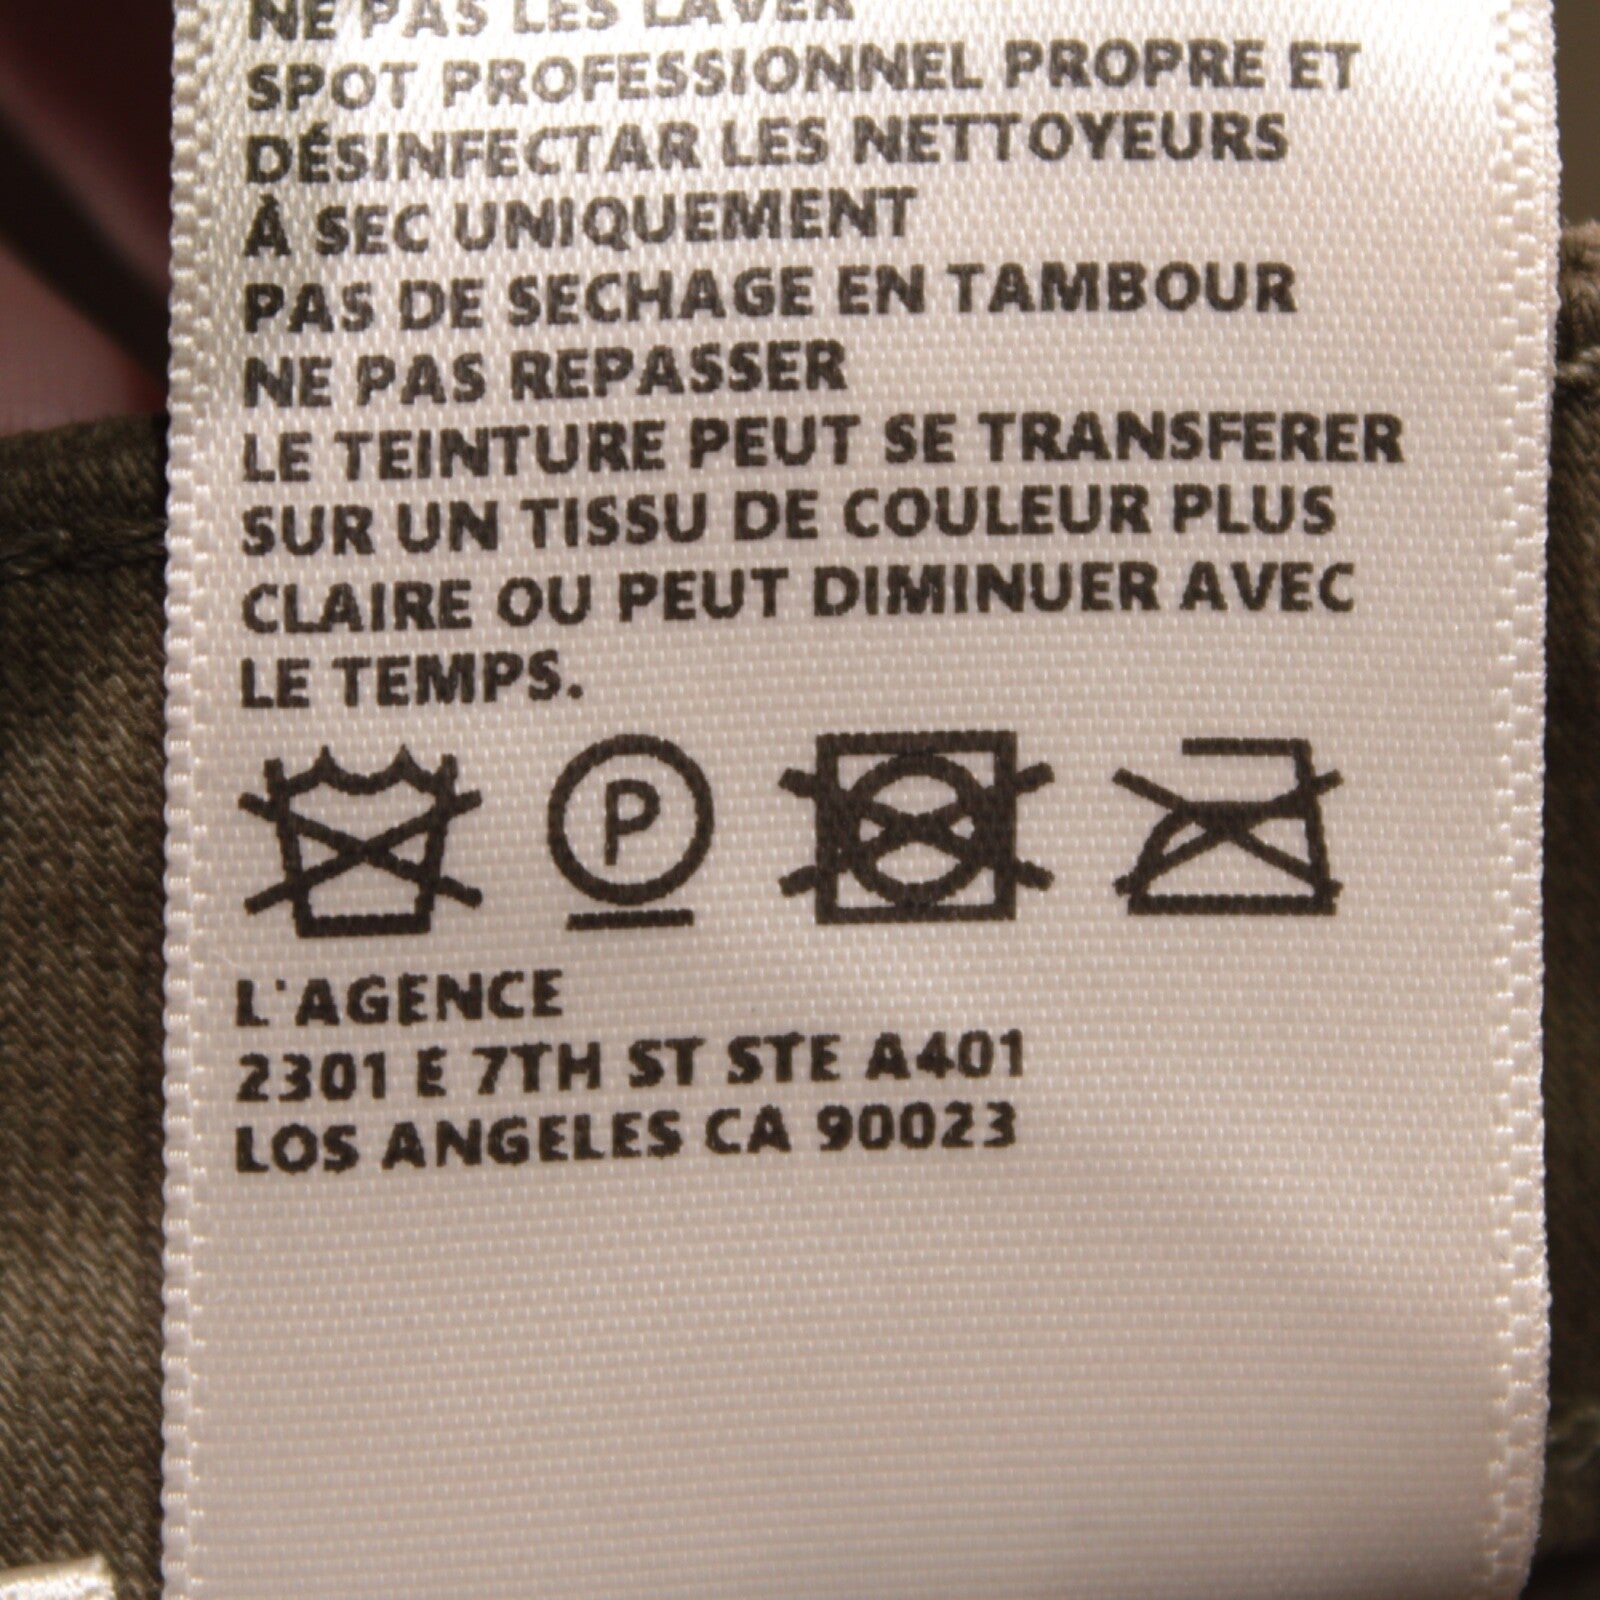 NE PAS LES LAVER
SPOT PROFESSIONNEL PROPRE ET
DÉSINFECTAR LES NETTOYEURS
À SEC UNIQUEMENT
PAS DE SECHAGE EN TAMBOUR
NE PAS REPASSER
LE TEINTURE PEUT SE TRANSFERER
SUR UN TISSU DE COULEUR PLUS
CLAIRE OU PEUT DIMINUER AVEC
LE TEMPS.
P
L'AGENCE
2301 E 7TH ST STE A401
LOS ANGELES CA 90023